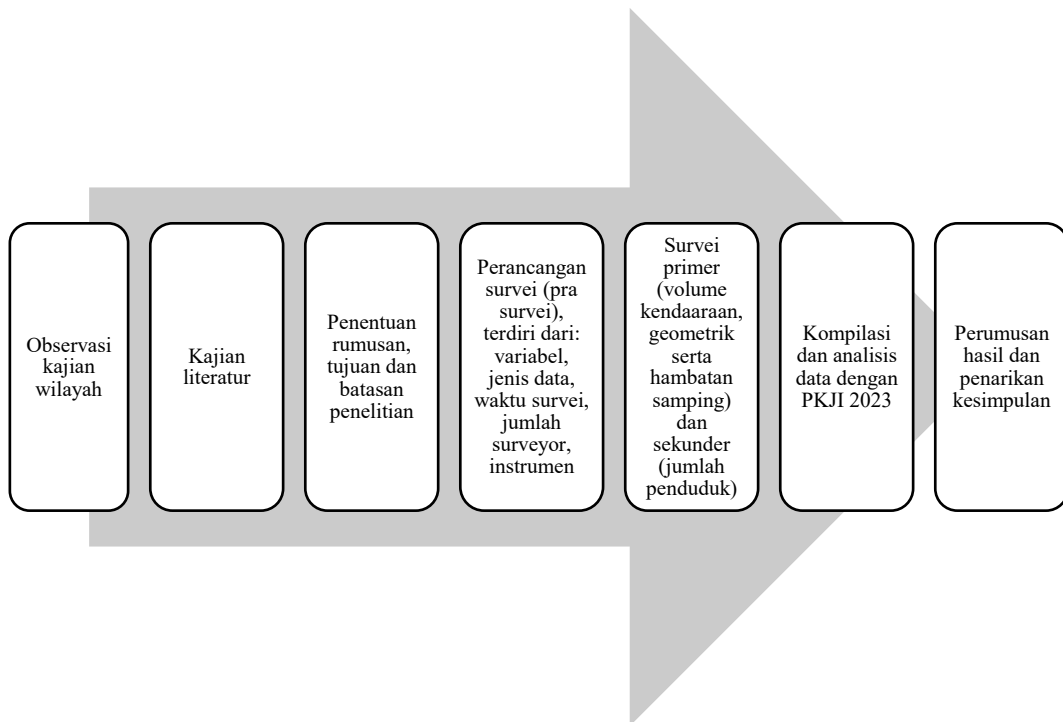 Observasi
kajian
wilayah
Kajian
literatur
Penentuan
rumusan,
tujuan dan
batasan
penelitian
Perancangan
survei (pra
survei),
terdiri dari:
variabel,
jenis data,
waktu survei,
jumlah
surveyor,
instrumen
Survei
primer
(volume
kendaaraan,
geometrik
serta
hambatan
samping)
dan
sekunder
(jumlah
penduduk)
Kompilasi
dan analisis
data dengan
PKJI 2023
Perumusan
hasil dan
penarikan
kesimpulan